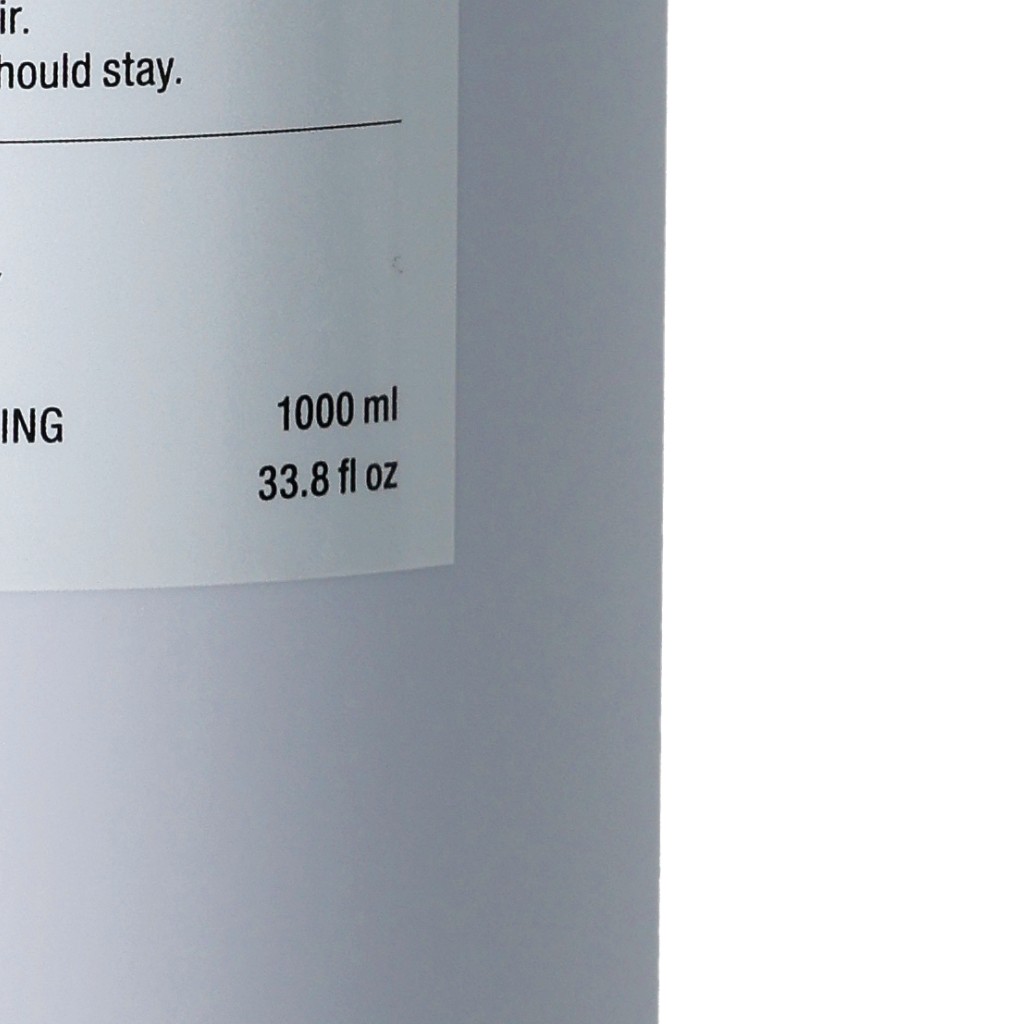 ir.
hould stay.
ING 1000 ml
33.8 fl oz